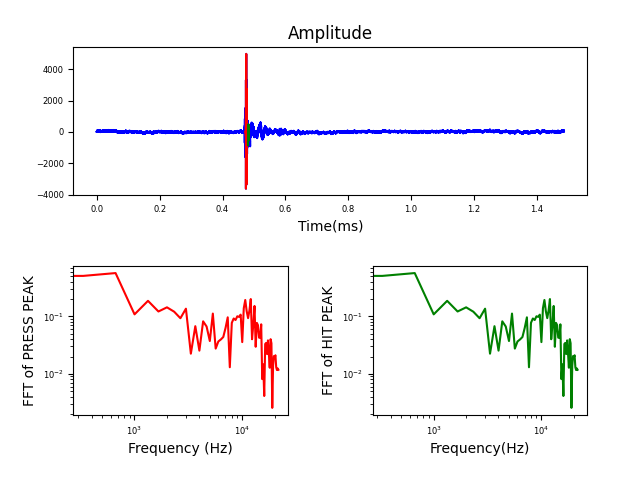 Amplitude
4000
2000
0
−2000
−4000
0.0 0.2 0.4 0.6 0.8 1.0 1.2 1.4
Time(ms)
FFT of PRESS PEAK
10⁻¹
10⁻²
10³ 10⁴
Frequency (Hz)
FFT of HIT PEAK
10⁻¹
10⁻²
10³ 10⁴
Frequency(Hz)